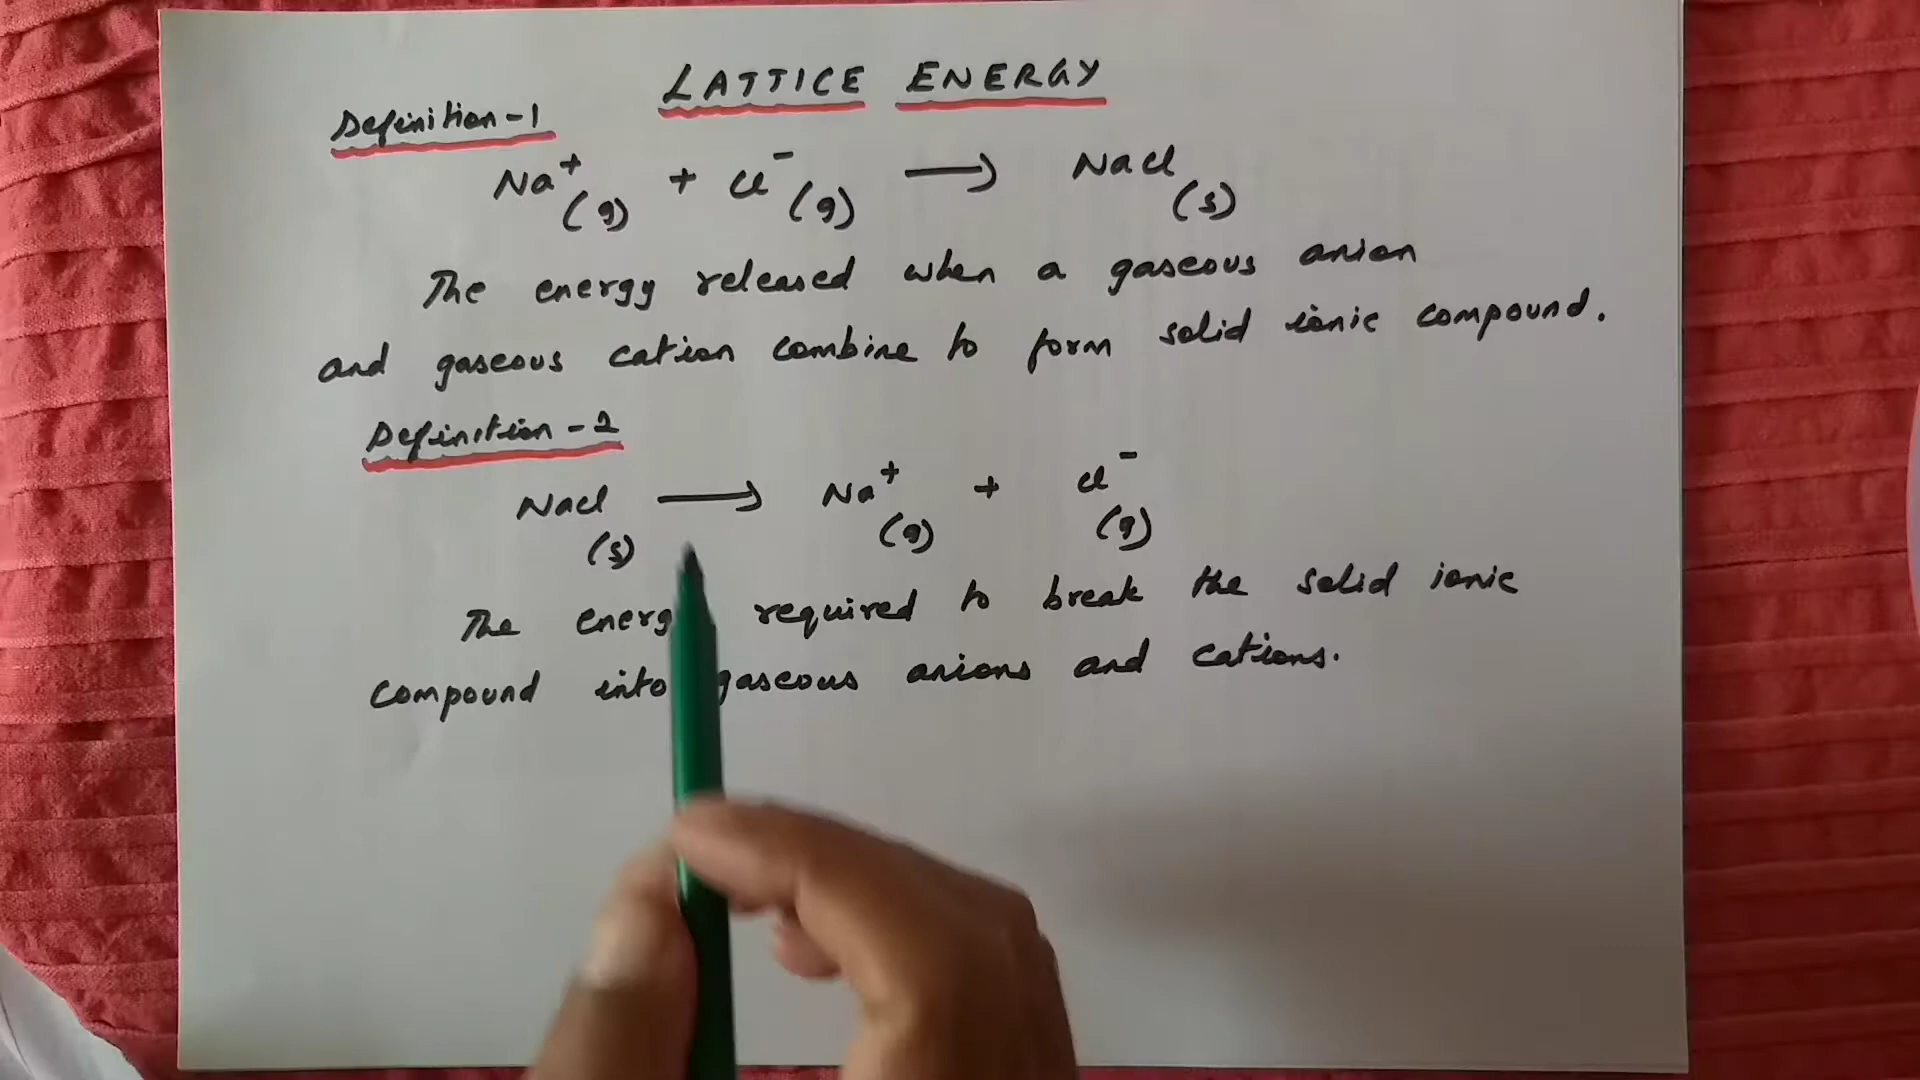 LATTICE ENERGY
Definition-1
Na⁺(g) + Cl⁻(g) → NaCl(s)
The energy released when a gaseous anion
and gaseous cation combine to form solid ionic compound.
Definition-2
NaCl(s) → Na⁺(g) + Cl⁻(g)
The energ required to break the solid ionic
compound into gaseous anions and cations.